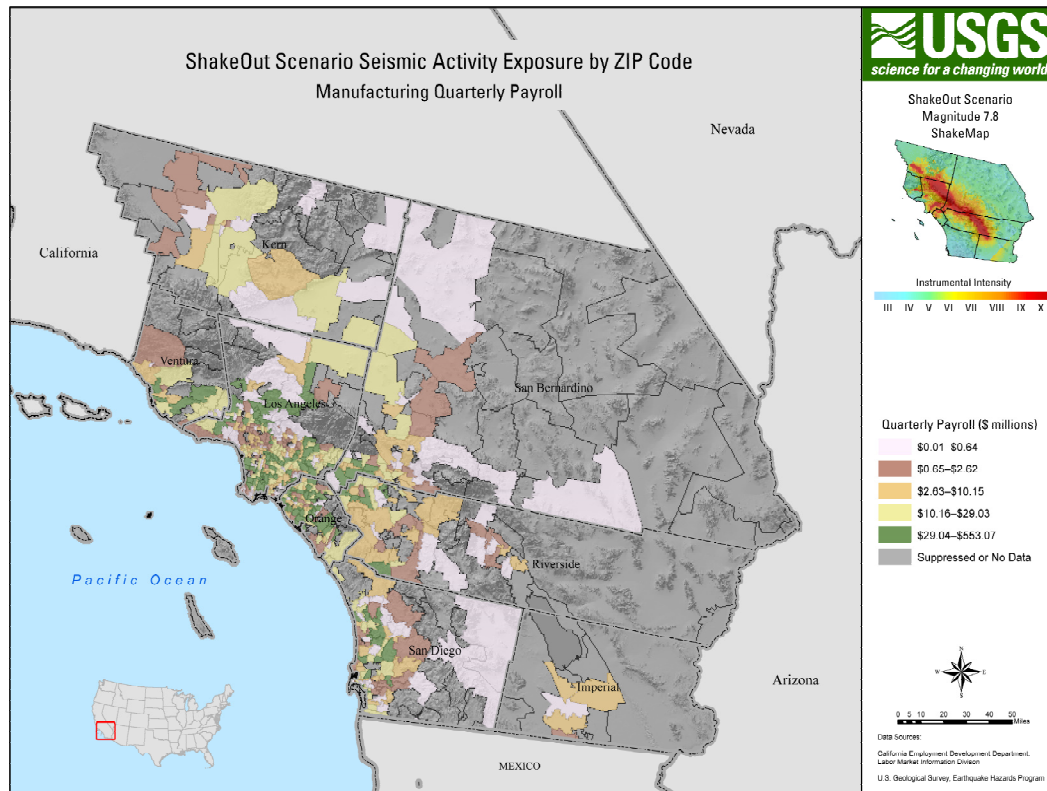 ShakeOut Scenario Seismic Activity Exposure by ZIP Code
Manufacturing Quarterly Payroll
Nevada
California
Kern
Ventura
Los Angeles
San Bernardino
Orange
Riverside
San Diego
Imperial
Pacific Ocean
Arizona
MEXICO
USGS
science for a changing world
ShakeOut Scenario
Magnitude 7.8
ShakeMap
Instrumental Intensity
III IV V VI VII VIII IX X
Quarterly Payroll ($ millions)
$0.01–$0.64
$0.65–$2.62
$2.63–$10.15
$10.16–$29.03
$29.04–$553.07
Suppressed or No Data
N
W E
S
0 5 10 20 30 40 50
Miles
Data Sources:
California Employment Development Department.
Labor Market Information Divison
U.S. Geological Survey, Earthquake Hazards Program